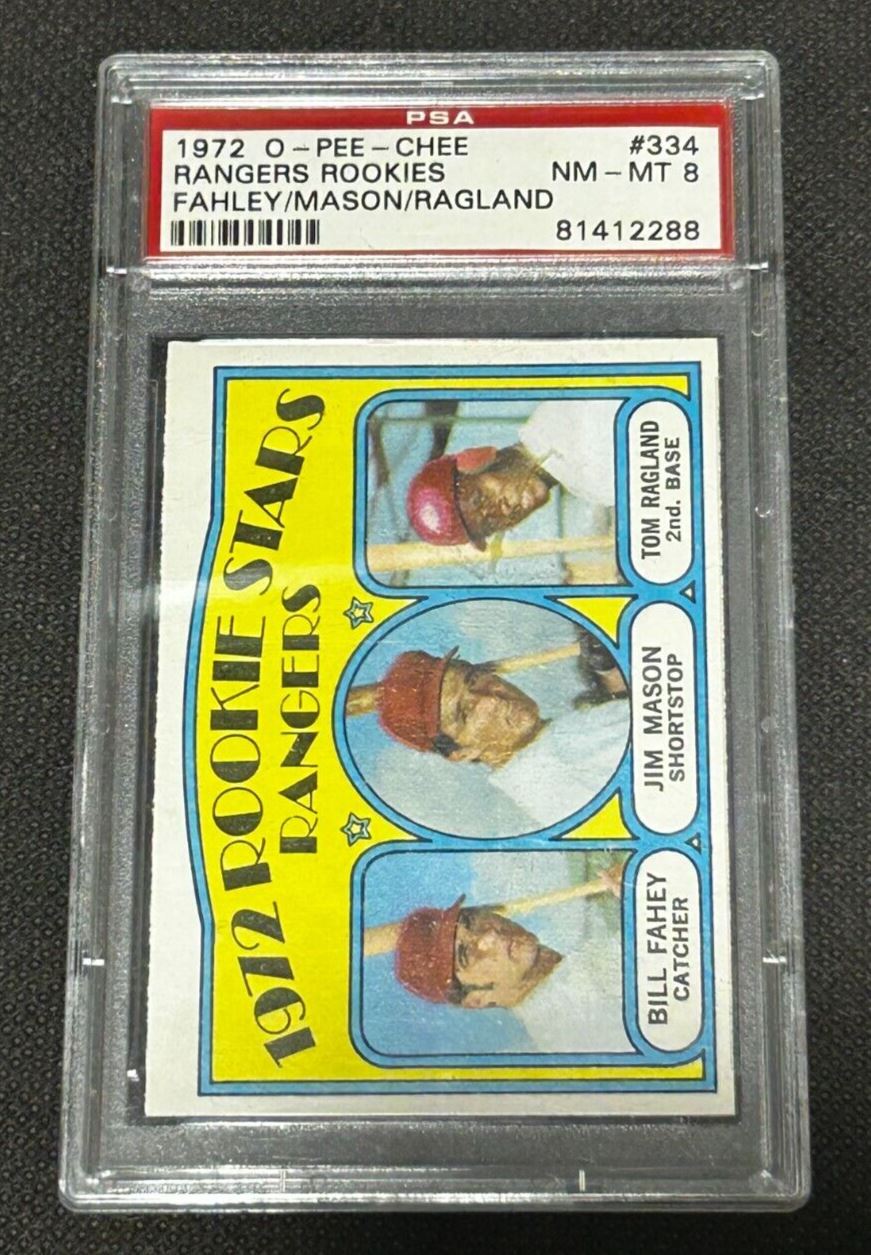 PSA
1972 O-PEE-CHEE #334
RANGERS ROOKIES NM-MT 8
FAHLEY/MASON/RAGLAND
81412288
1972 ROOKIE STARS
RANGERS
BILL FAHEY
CATCHER
JIM MASON
SHORTSTOP
TOM RAGLAND
2nd. BASE